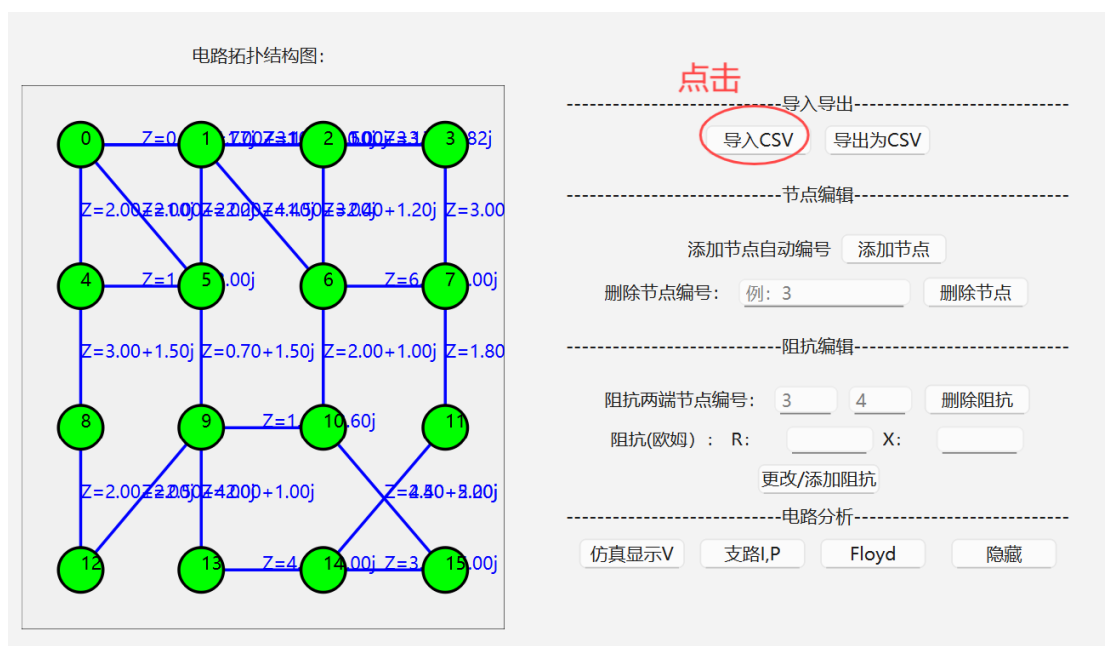 电路拓扑结构图：
0 1 2 3
Z=2.00 Z=3.00
4 5 6 7
Z=3.00+1.50j Z=0.70+1.50j Z=2.00+1.00j Z=1.80
8 9 10 11
12 13 14 15
点击
导入导出
导入CSV 导出为CSV
节点编辑
添加节点自动编号 添加节点
删除节点编号： 例：3 删除节点
阻抗编辑
阻抗两端节点编号： 3 4 删除阻抗
阻抗(欧姆)： R： X：
更改/添加阻抗
电路分析
仿真显示V 支路I,P Floyd 隐藏